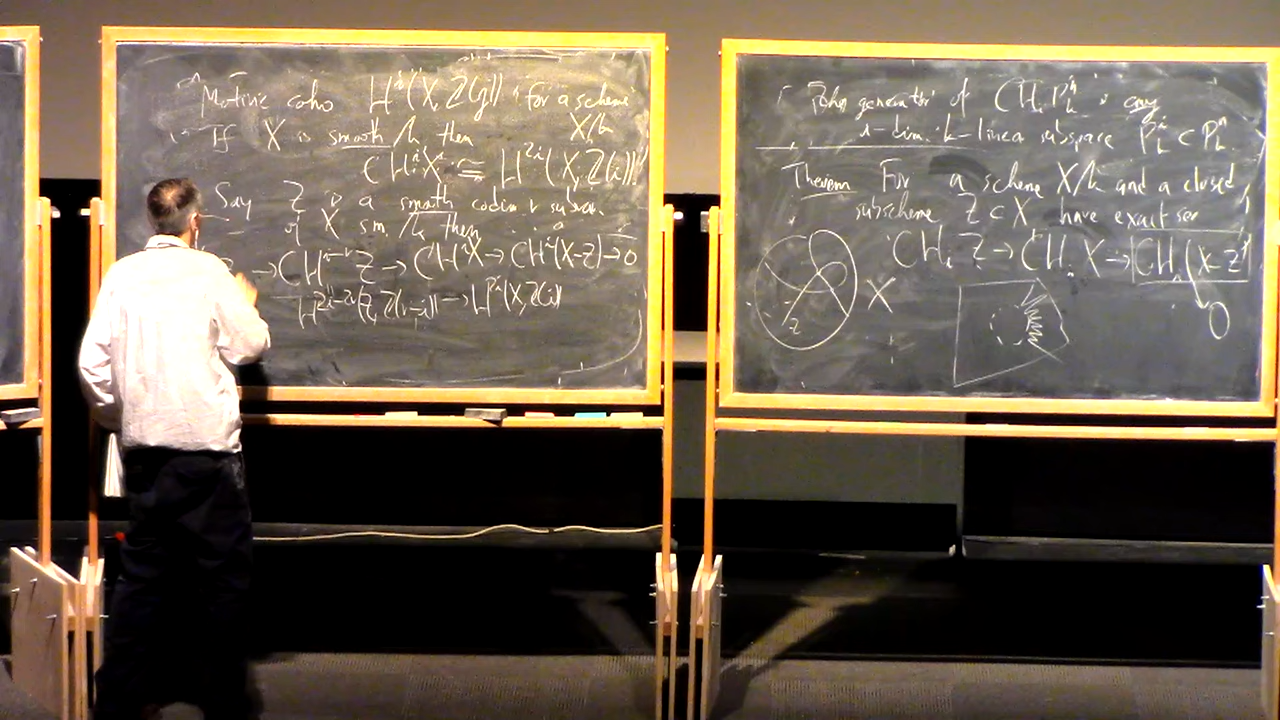 Motivic coho H^i(X, Z(j)) for a scheme
X/k
If X is smooth/k then
CH^i X ≅ H^{2i}(X, Z(i))
Say Z is a smooth codim r subvar.
of X sm./k then
→ CH^{i-r} Z → CH^i X → CH^i(X-Z) → 0
H^{2i-2r}(Z, Z(i-r)) → H^{2i}(X, Z(i))
generator of CH_i P^n_k is any
i-dim. k-linear subspace P^i_k ⊂ P^n_k.
Theorem For a scheme X/k and a closed
subscheme Z ⊂ X have exact seq
CH_i Z → CH_i X → CH_i(X-Z)
→ 0
Z
X